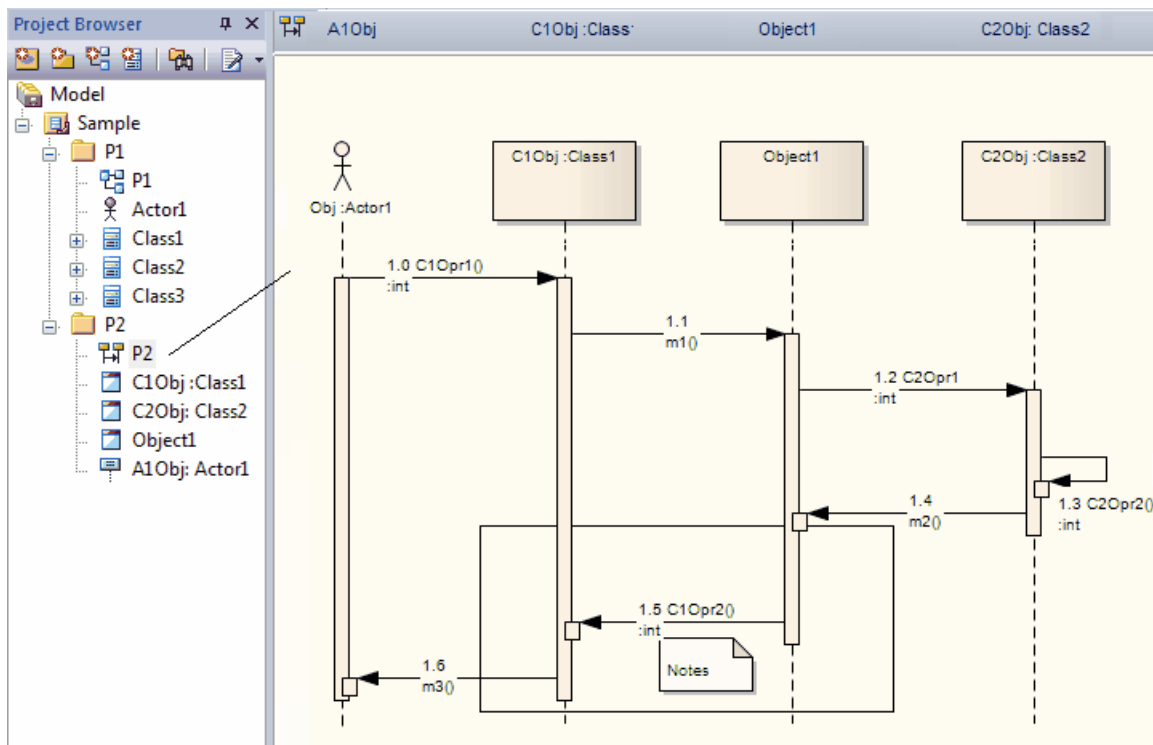 Project Browser
Model
Sample
P1
P1
Actor1
Class1
Class2
Class3
P2
P2
C1Obj :Class1
C2Obj: Class2
Object1
A1Obj: Actor1
A1Obj C1Obj :Class Object1 C2Obj: Class2
C1Obj :Class1 Object1 C2Obj :Class2
Obj :Actor1
1.0 C1Opr1()
:int
1.1
m1()
1.2 C2Opr1
:int
1.3 C2Opr2()
:int
1.4
m2()
1.5 C1Opr2()
:int
Notes
1.6
m3()